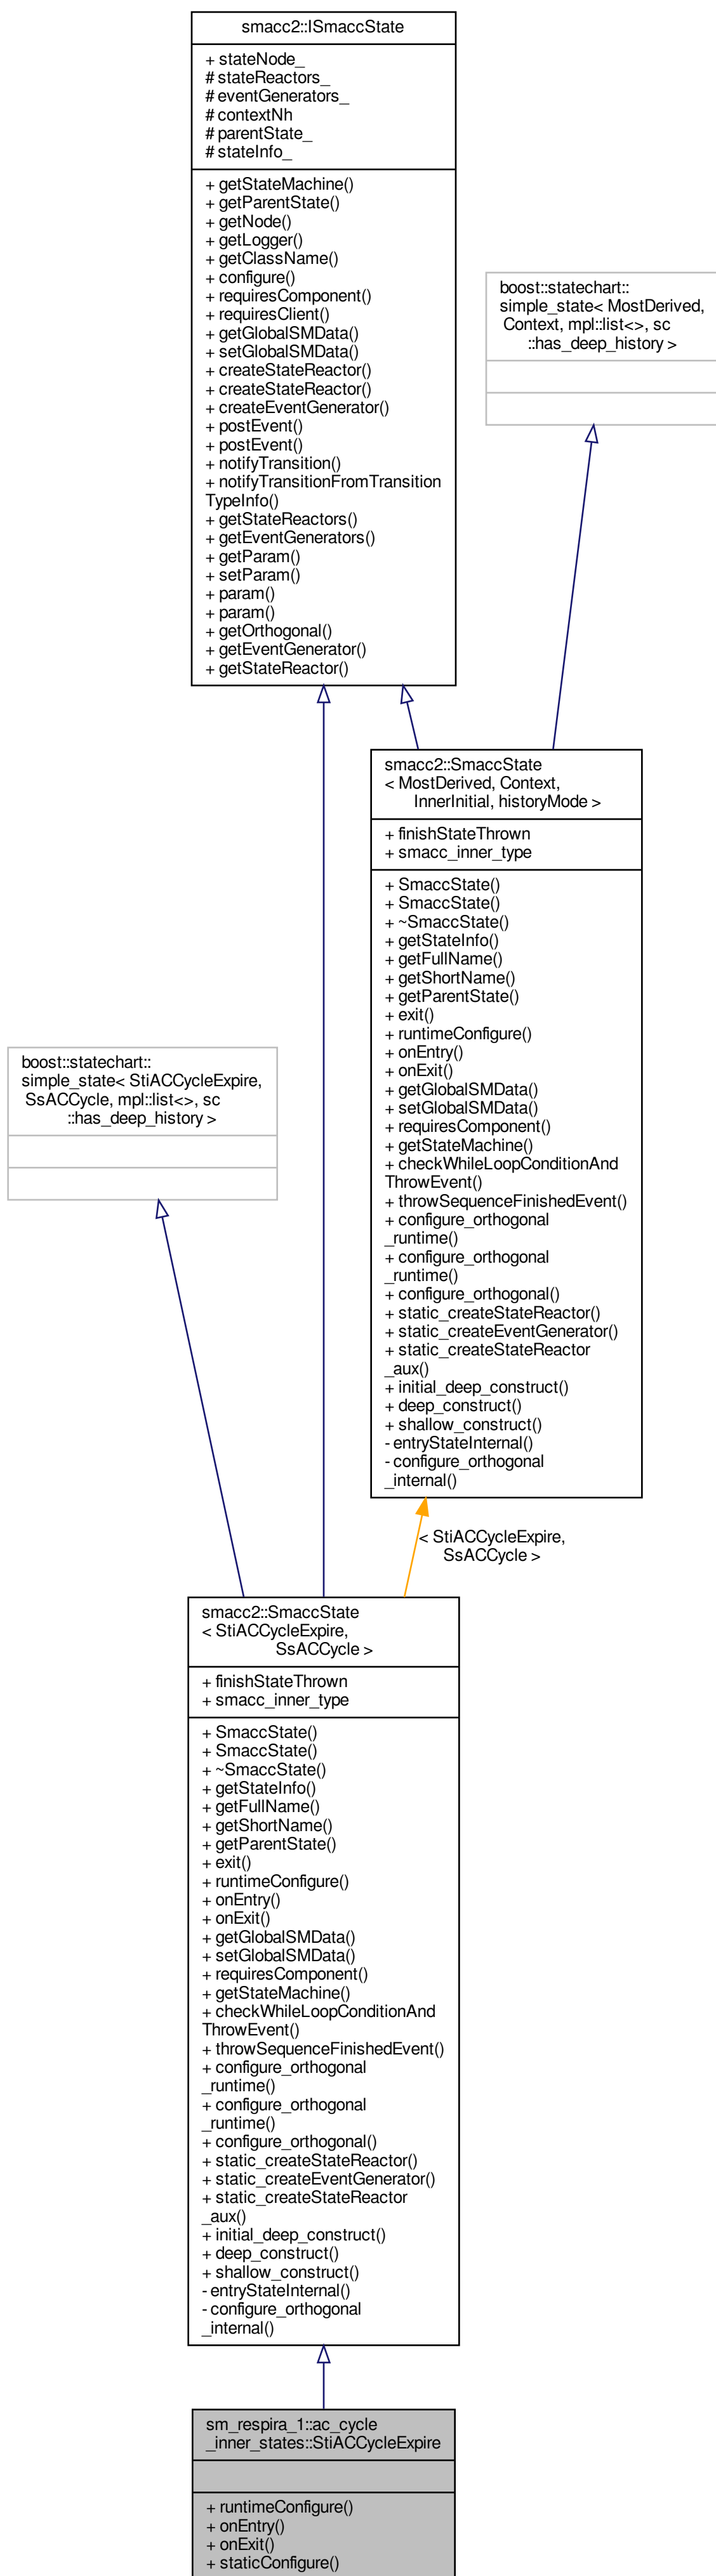 smacc2::ISmaccState
+ stateNode_
# stateReactors_
# eventGenerators_
# contextNh
# parentState_
# stateInfo_
+ getStateMachine()
+ getParentState()
+ getNode()
+ getLogger()
+ getClassName()
+ configure()
+ requiresComponent()
+ requiresClient()
+ getGlobalSMData()
+ setGlobalSMData()
+ createStateReactor()
+ createStateReactor()
+ createEventGenerator()
+ postEvent()
+ postEvent()
+ notifyTransition()
+ notifyTransitionFromTransition
TypeInfo()
+ getStateReactors()
+ getEventGenerators()
+ getParam()
+ setParam()
+ param()
+ param()
+ getOrthogonal()
+ getEventGenerator()
+ getStateReactor()
boost::statechart::
simple_state< MostDerived,
Context, mpl::list<>, sc
::has_deep_history >
smacc2::SmaccState
< MostDerived, Context,
InnerInitial, historyMode >
+ finishStateThrown
+ smacc_inner_type
+ SmaccState()
+ SmaccState()
+ ~SmaccState()
+ getStateInfo()
+ getFullName()
+ getShortName()
+ getParentState()
+ exit()
+ runtimeConfigure()
+ onEntry()
+ onExit()
+ getGlobalSMData()
+ setGlobalSMData()
+ requiresComponent()
+ getStateMachine()
+ checkWhileLoopConditionAnd
ThrowEvent()
+ throwSequenceFinishedEvent()
+ configure_orthogonal
_runtime()
+ configure_orthogonal
_runtime()
+ configure_orthogonal()
+ static_createStateReactor()
+ static_createEventGenerator()
+ static_createStateReactor
_aux()
+ initial_deep_construct()
+ deep_construct()
+ shallow_construct()
- entryStateInternal()
- configure_orthogonal
_internal()
boost::statechart::
simple_state< StiACCycleExpire,
SsACCycle, mpl::list<>, sc
::has_deep_history >
< StiACCycleExpire,
SsACCycle >
smacc2::SmaccState
< StiACCycleExpire,
SsACCycle >
+ finishStateThrown
+ smacc_inner_type
+ SmaccState()
+ SmaccState()
+ ~SmaccState()
+ getStateInfo()
+ getFullName()
+ getShortName()
+ getParentState()
+ exit()
+ runtimeConfigure()
+ onEntry()
+ onExit()
+ getGlobalSMData()
+ setGlobalSMData()
+ requiresComponent()
+ getStateMachine()
+ checkWhileLoopConditionAnd
ThrowEvent()
+ throwSequenceFinishedEvent()
+ configure_orthogonal
_runtime()
+ configure_orthogonal
_runtime()
+ configure_orthogonal()
+ static_createStateReactor()
+ static_createEventGenerator()
+ static_createStateReactor
_aux()
+ initial_deep_construct()
+ deep_construct()
+ shallow_construct()
- entryStateInternal()
- configure_orthogonal
_internal()
sm_respira_1::ac_cycle
_inner_states::StiACCycleExpire
+ runtimeConfigure()
+ onEntry()
+ onExit()
+ staticConfigure()